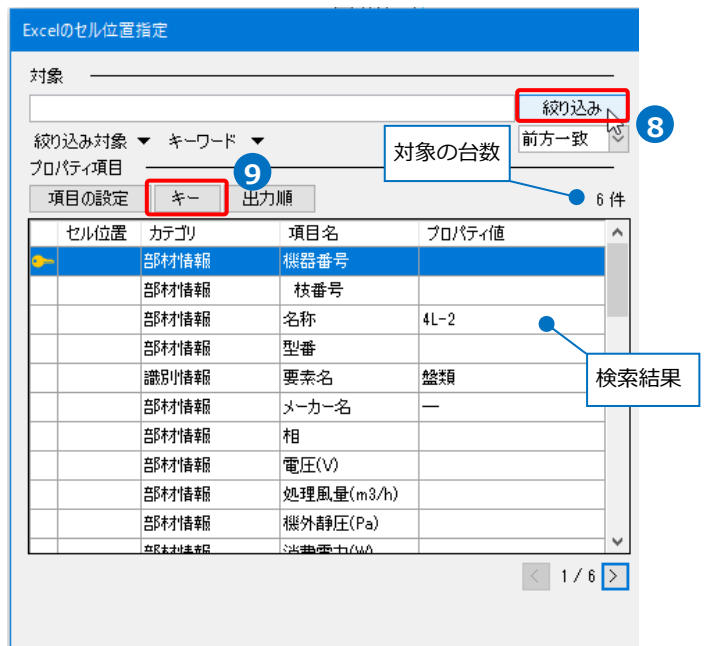 Excelのセル位置指定
対象
絞り込み
8
絞り込み対象 ▼ キーワード ▼
前方一致
対象の台数
プロパティ項目
9
項目の設定 キー 出力順
6 件
セル位置 カテゴリ 項目名 プロパティ値
部材情報 機器番号
部材情報 枝番号
部材情報 名称 4L-2
部材情報 型番
識別情報 要素名 盤類
検索結果
部材情報 メーカー名 ―
部材情報 相
部材情報 電圧(V)
部材情報 処理風量(m3/h)
部材情報 機外静圧(Pa)
部材情報 消費電力(W)
< 1 / 6 >